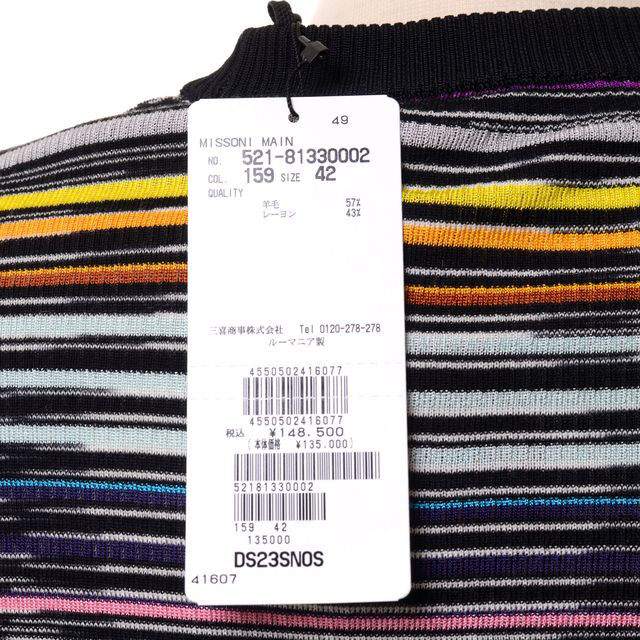 49
MISSONI MAIN
NO. 521-81330002
COL. 159 SIZE 42
QUALITY
羊毛 57%
レーヨン 43%
三喜商事株式会社 Tel 0120-278-278
ルーマニア製
4550502416077
4550502416077
税込 ¥148.500
(本体価格 ¥135.000)
52181330002
159 42
135000
DS23SN0S
41607